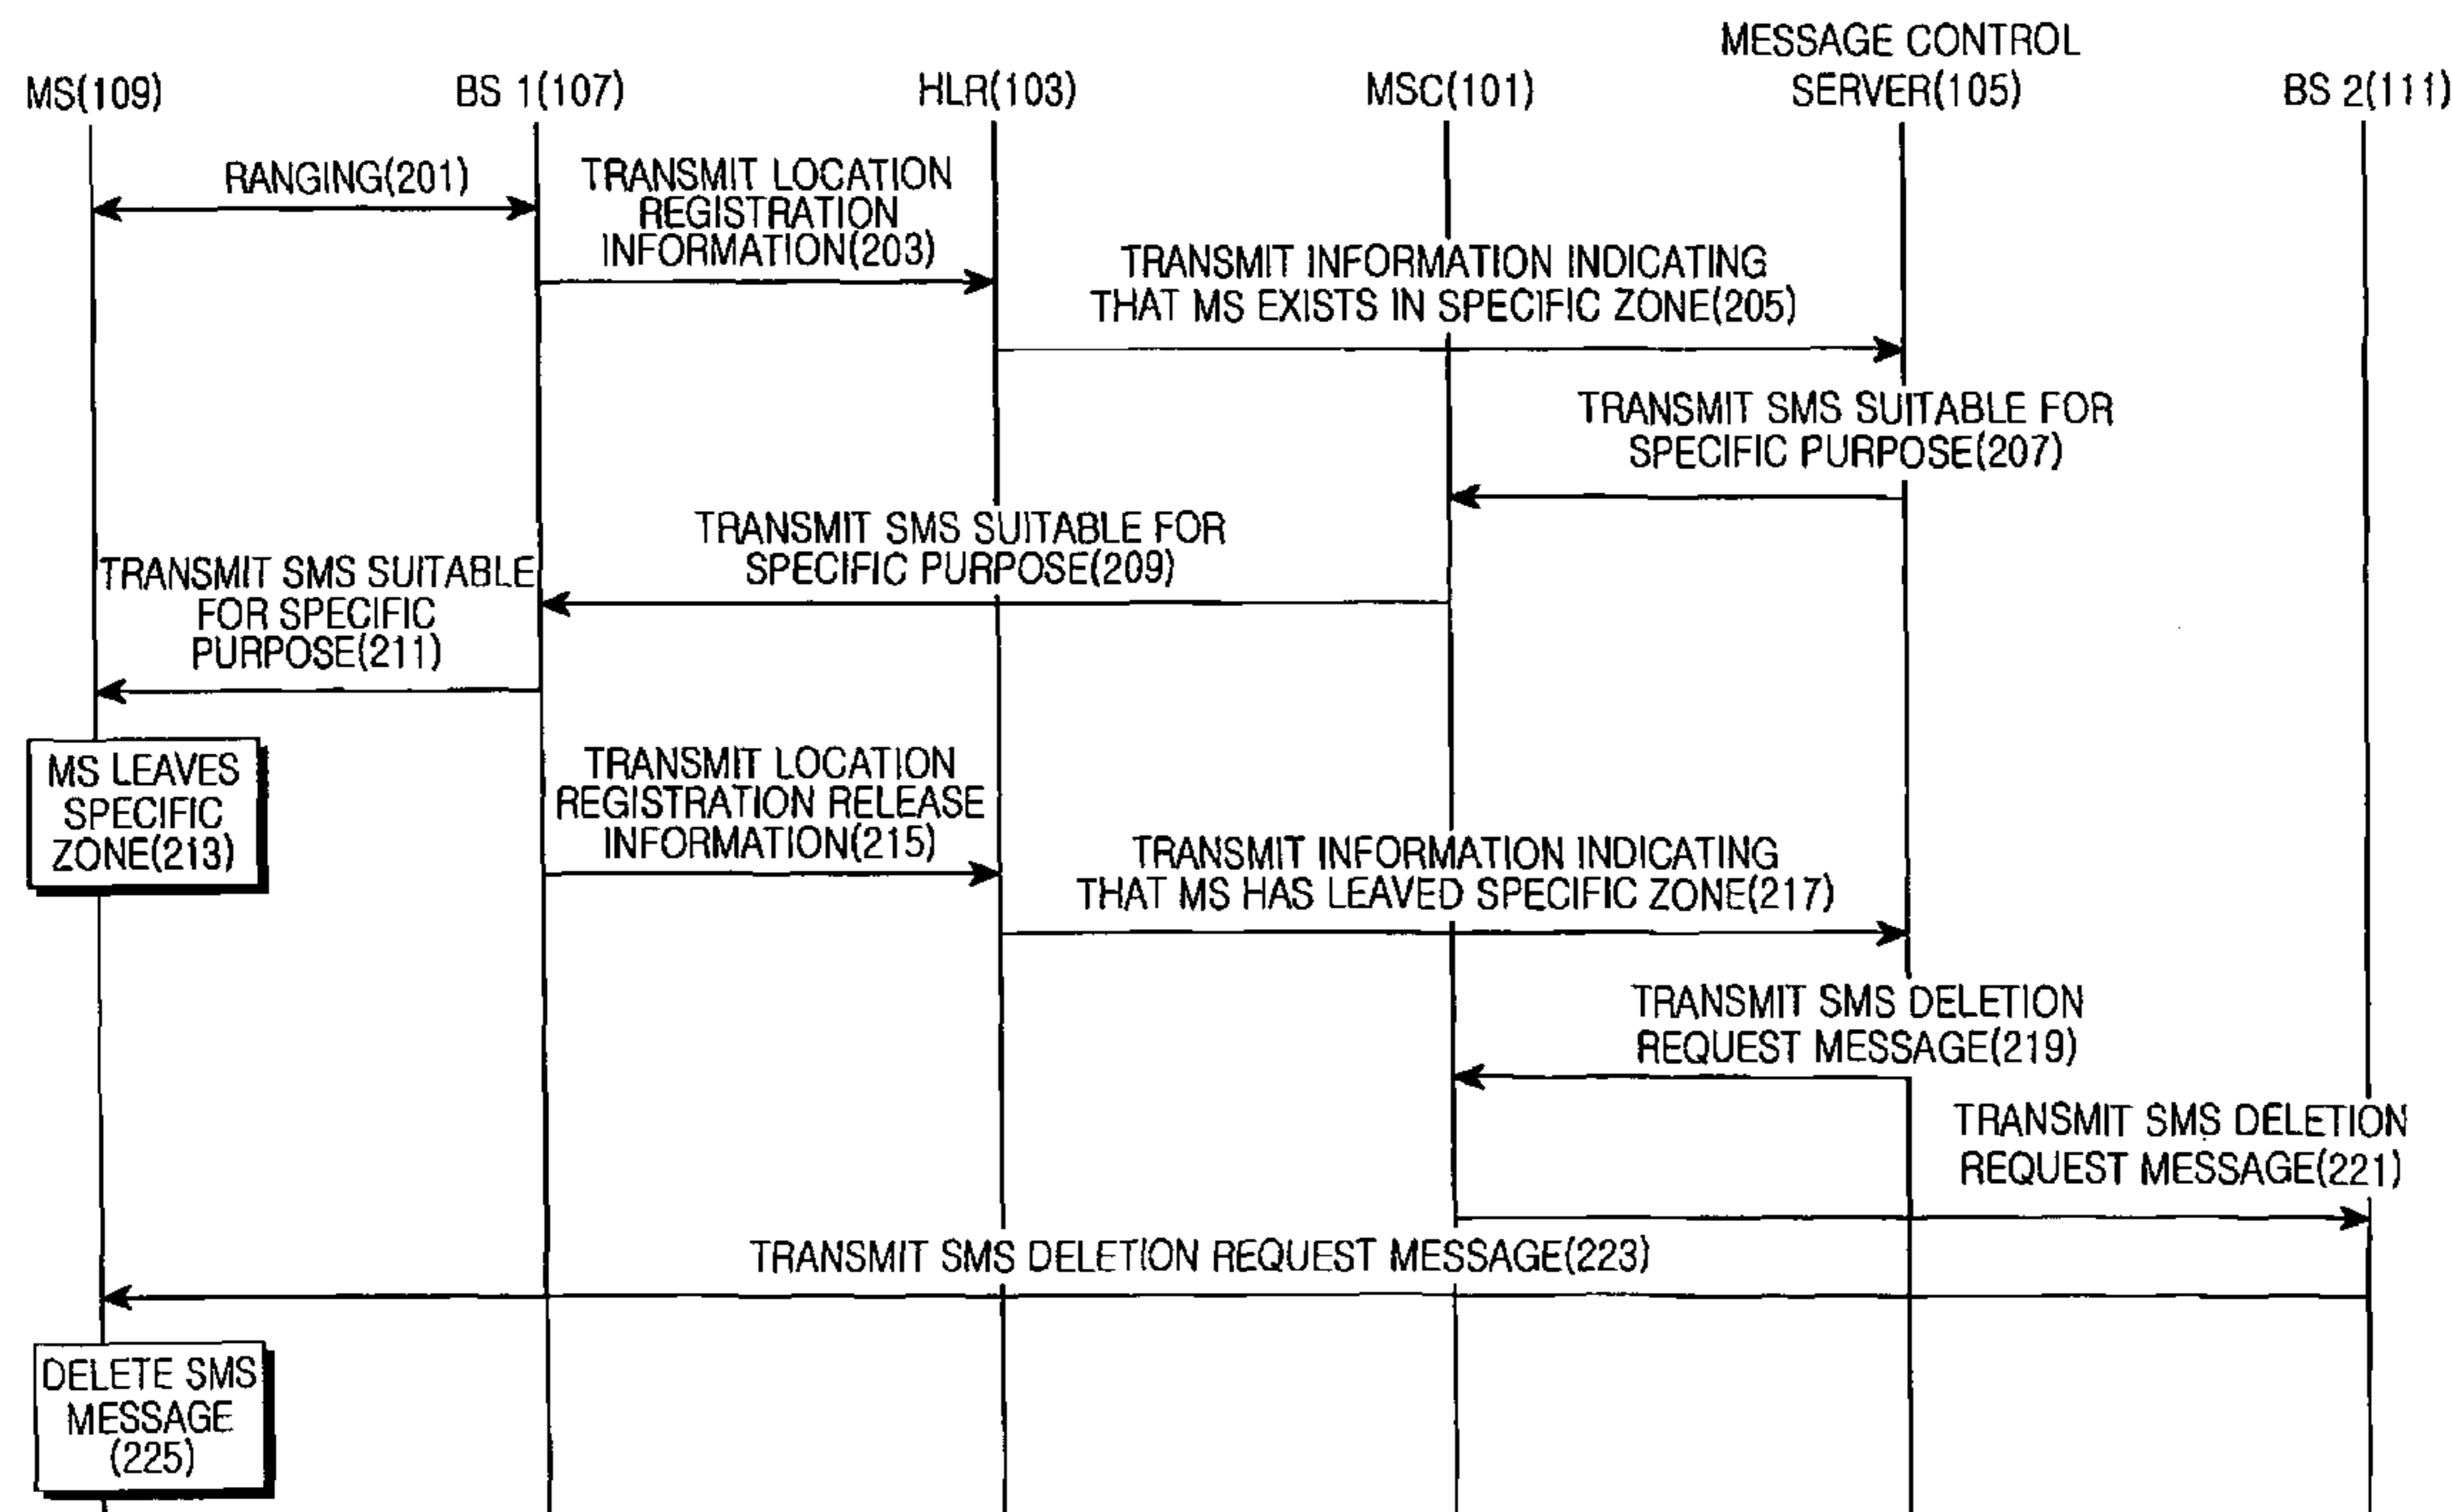 MESSAGE CONTROL
MS(109)
BS 1(107)
HLR(103)
MSC(101)
SERVER(105)
BS 2(111)
RANGING(201)
TRANSMIT LOCATION
REGISTRATION
INFORMATION(203)
TRANSMIT INFORMATION INDICATING
THAT MS EXISTS IN SPECIFIC ZONE(205)
TRANSMIT SMS SUITABLE FOR
SPECIFIC PURPOSE(207)
TRANSMIT SMS SUITABLE FOR
SPECIFIC PURPOSE(209)
TRANSMIT SMS SUITABLE
FOR SPECIFIC
PURPOSE(211)
MS LEAVES
SPECIFIC
ZONE(213)
TRANSMIT LOCATION
REGISTRATION RELEASE
INFORMATION(215)
TRANSMIT INFORMATION INDICATING
THAT MS HAS LEAVED SPECIFIC ZONE(217)
TRANSMIT SMS DELETION
REQUEST MESSAGE(219)
TRANSMIT SMS DELETION
REQUEST MESSAGE(221)
TRANSMIT SMS DELETION REQUEST MESSAGE(223)
DELETE SMS
MESSAGE
(225)